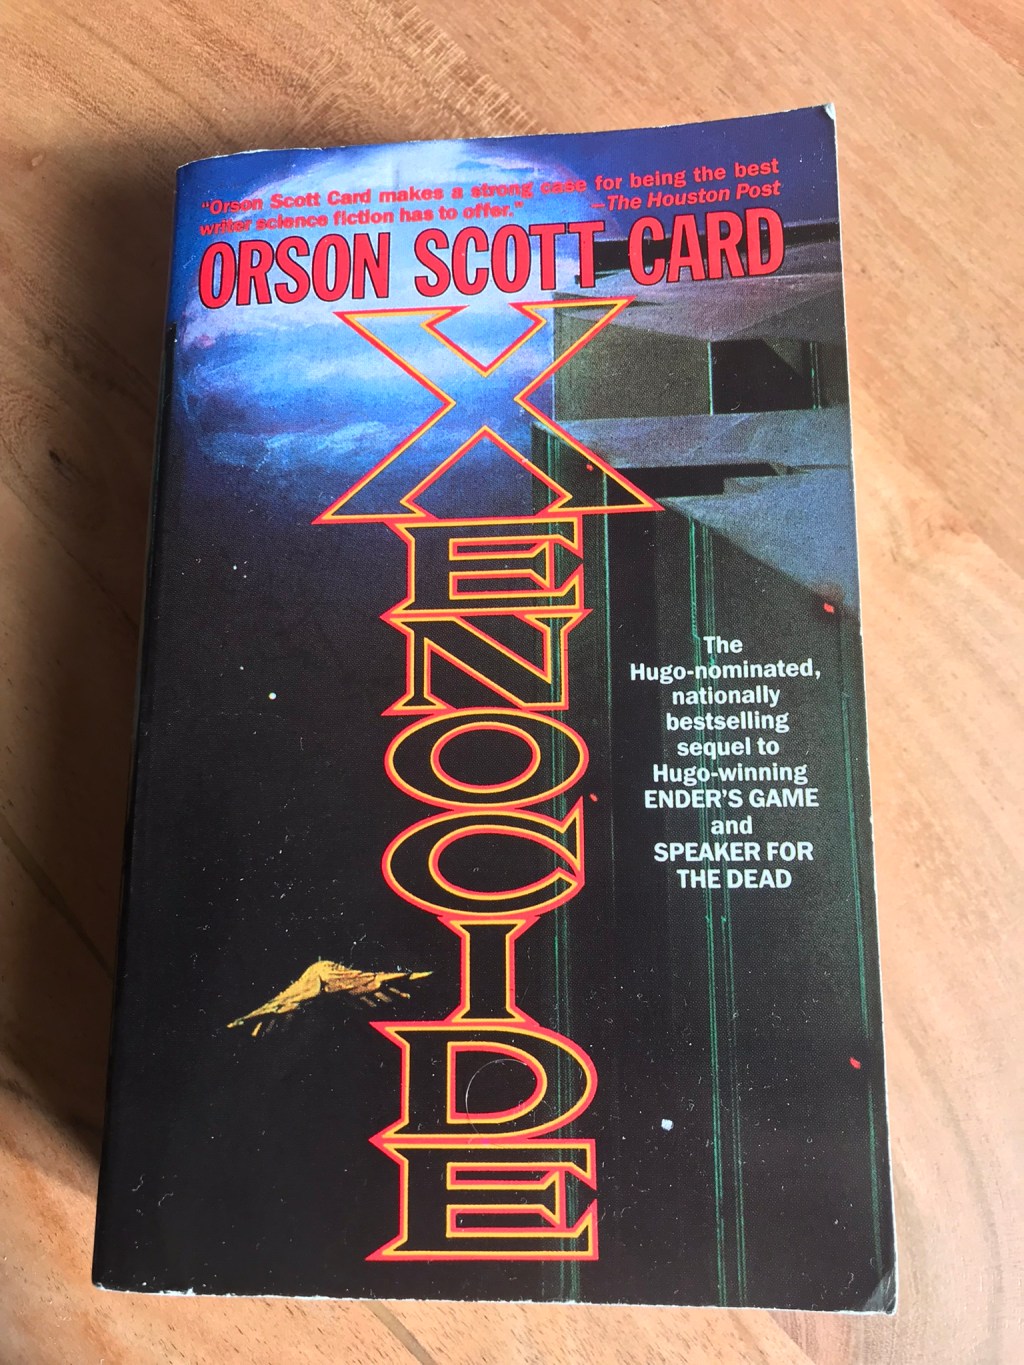 "Orson Scott Card makes a strong case for being the best
writer science fiction has to offer."
—The Houston Post
ORSON SCOTT CARD
XENOCIDE
The
Hugo-nominated,
nationally
bestselling
sequel to
Hugo-winning
ENDER'S GAME
and
SPEAKER FOR
THE DEAD